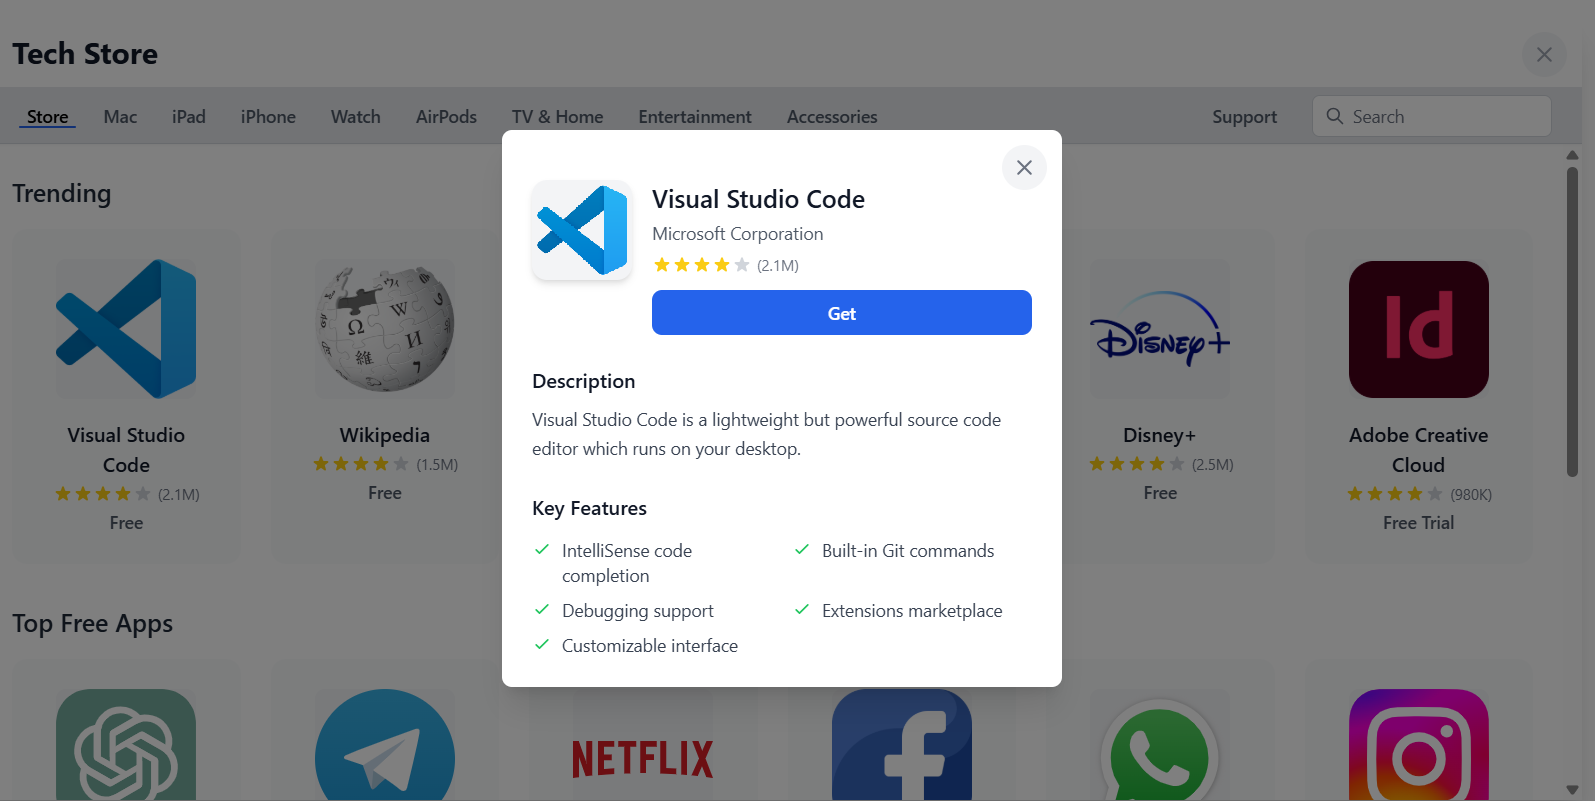 Tech Store
Store Mac iPad iPhone Watch AirPods TV & Home Entertainment Accessories Support Search
Trending
Visual Studio Code
Microsoft Corporation
(2.1M)
Get
Description
Visual Studio Code is a lightweight but powerful source code
editor which runs on your desktop.
Key Features
IntelliSense code
completion
Built-in Git commands
Debugging support
Extensions marketplace
Customizable interface
Visual Studio
Code
(2.1M)
Free
Ω
W
維
И
7
Wikipedia
(1.5M)
Free
Disney+
Disney+
(2.5M)
Free
Id
Adobe Creative
Cloud
(980K)
Free Trial
Top Free Apps
NETFLIX
f